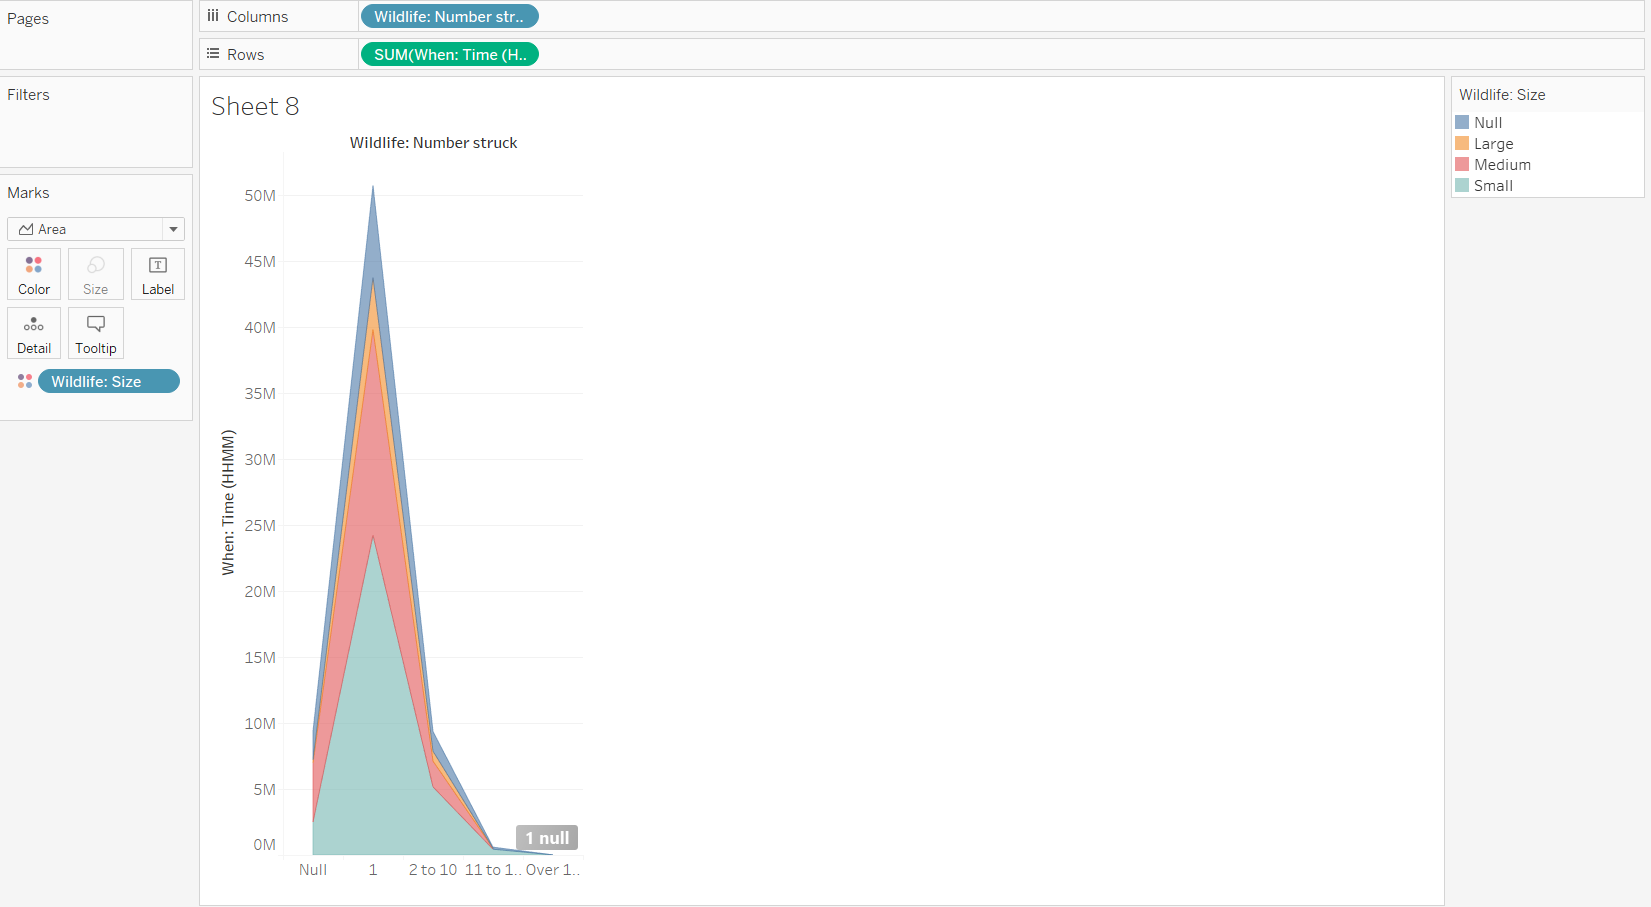 Pages
Columns
Wildlife: Number str..
Rows
SUM(When: Time (H..
Filters
Marks
Area
Color
Size
Label
Detail
Tooltip
Wildlife: Size
Sheet 8
Wildlife: Number struck
When: Time (HHMM)
50M
45M
40M
35M
30M
25M
20M
15M
10M
5M
0M
1 null
Null 1 2 to 10 11 to 1.. Over 1..
Wildlife: Size
Null
Large
Medium
Small